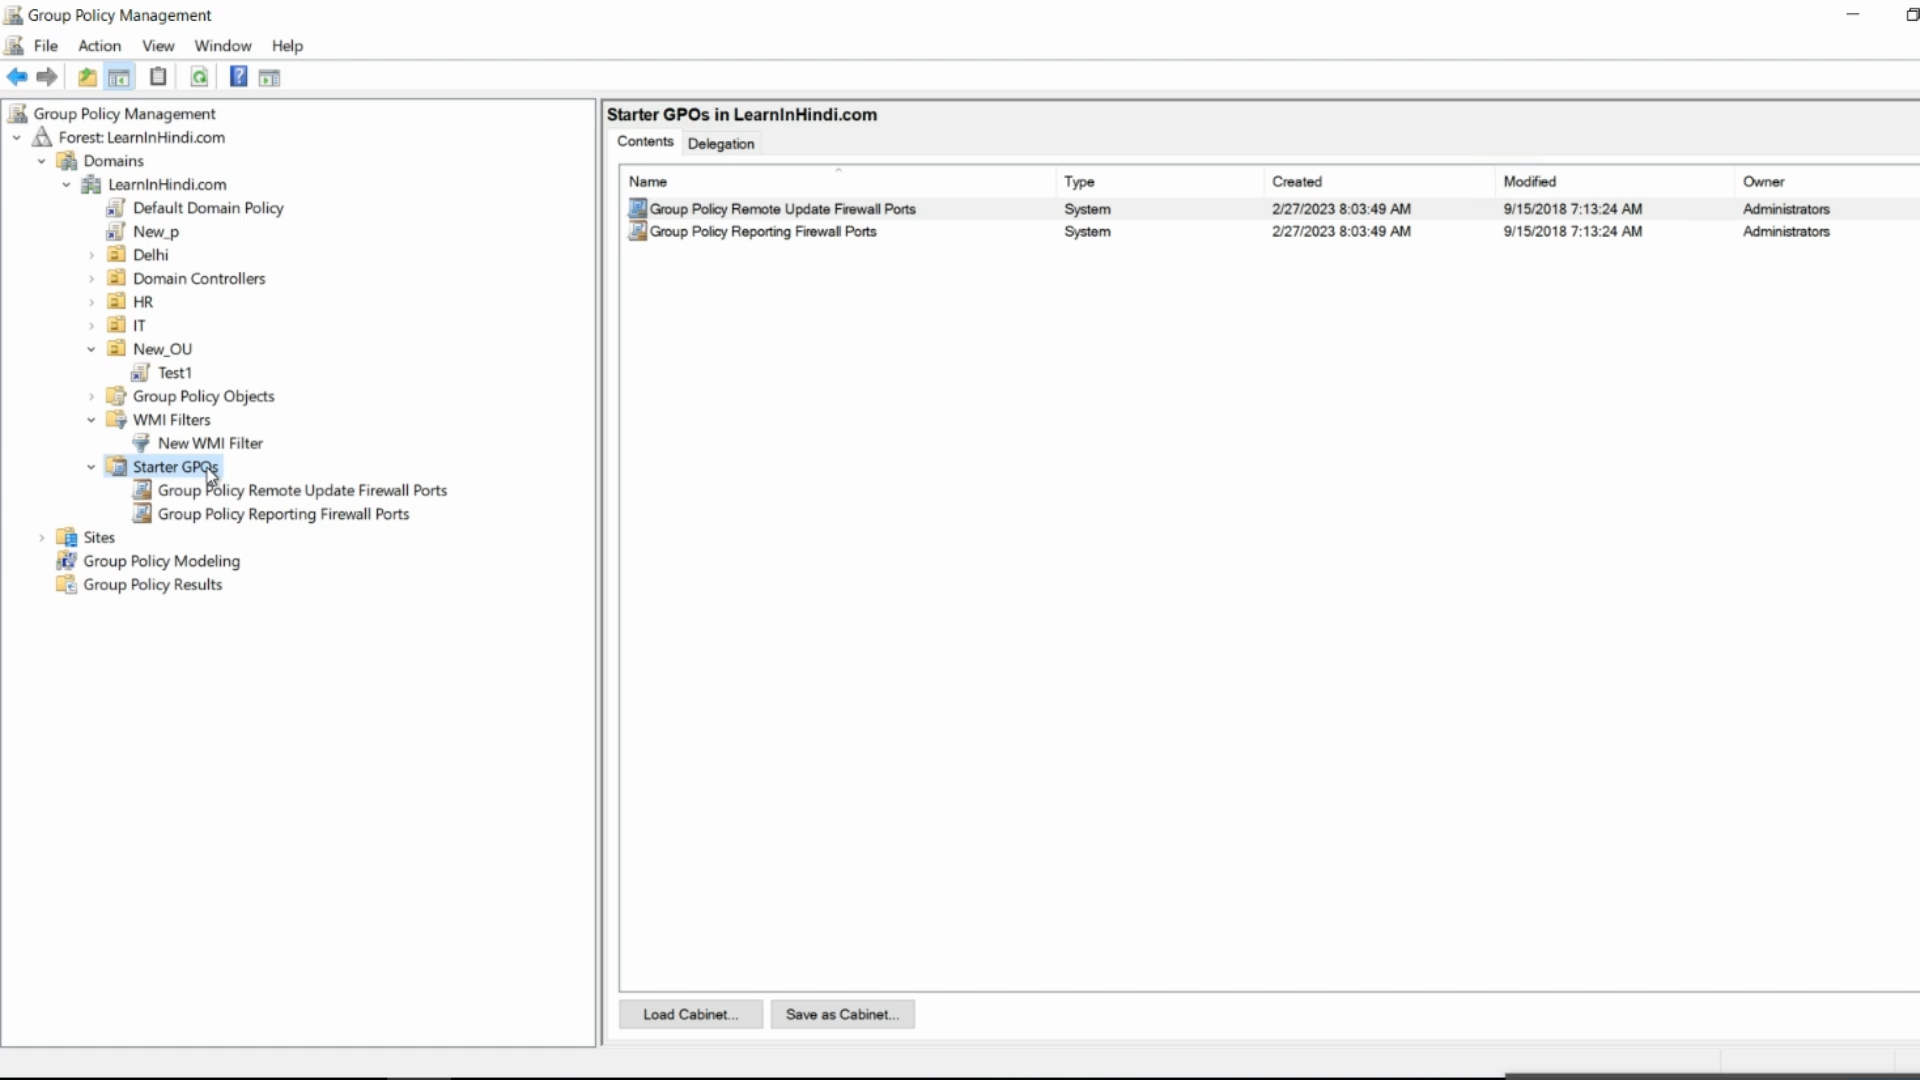 Group Policy Management
File Action View Window Help
Group Policy Management
Forest: LearnInHindi.com
Domains
LearnInHindi.com
Default Domain Policy
New_p
Delhi
Domain Controllers
HR
IT
New_OU
Test1
Group Policy Objects
WMI Filters
New WMI Filter
Starter GPOs
Group Policy Remote Update Firewall Ports
Group Policy Reporting Firewall Ports
Sites
Group Policy Modeling
Group Policy Results
Starter GPOs in LearnInHindi.com
Contents Delegation
Name Type Created Modified Owner
Group Policy Remote Update Firewall Ports System 2/27/2023 8:03:49 AM 9/15/2018 7:13:24 AM Administrators
Group Policy Reporting Firewall Ports System 2/27/2023 8:03:49 AM 9/15/2018 7:13:24 AM Administrators
Load Cabinet... Save as Cabinet...